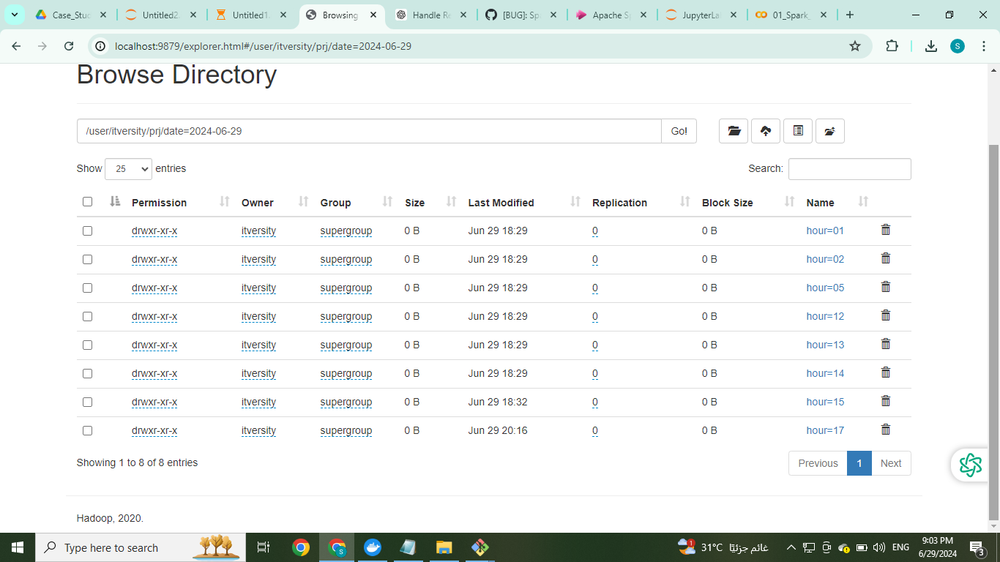 Case_Stuc
Untitled2.
Untitled1
Browsing
Handle Re
[BUG]: Sp
Apache Sp
JupyterLa
01_Spark_
localhost:9879/explorer.html#/user/itversity/prj/date=2024-06-29
S
Browse Directory
/user/itversity/prj/date=2024-06-29 Go!
Show 25 entries Search:
Permission Owner Group Size Last Modified Replication Block Size Name
drwxr-xr-x itversity supergroup 0 B Jun 29 18:29 0 0 B hour=01
drwxr-xr-x itversity supergroup 0 B Jun 29 18:29 0 0 B hour=02
drwxr-xr-x itversity supergroup 0 B Jun 29 18:29 0 0 B hour=05
drwxr-xr-x itversity supergroup 0 B Jun 29 18:29 0 0 B hour=12
drwxr-xr-x itversity supergroup 0 B Jun 29 18:29 0 0 B hour=13
drwxr-xr-x itversity supergroup 0 B Jun 29 18:29 0 0 B hour=14
drwxr-xr-x itversity supergroup 0 B Jun 29 18:32 0 0 B hour=15
drwxr-xr-x itversity supergroup 0 B Jun 29 20:16 0 0 B hour=17
Showing 1 to 8 of 8 entries Previous 1 Next
Hadoop, 2020.
Type here to search
S
1
31°C غائم جزئيًا
ENG
9:03 PM
6/29/2024
3